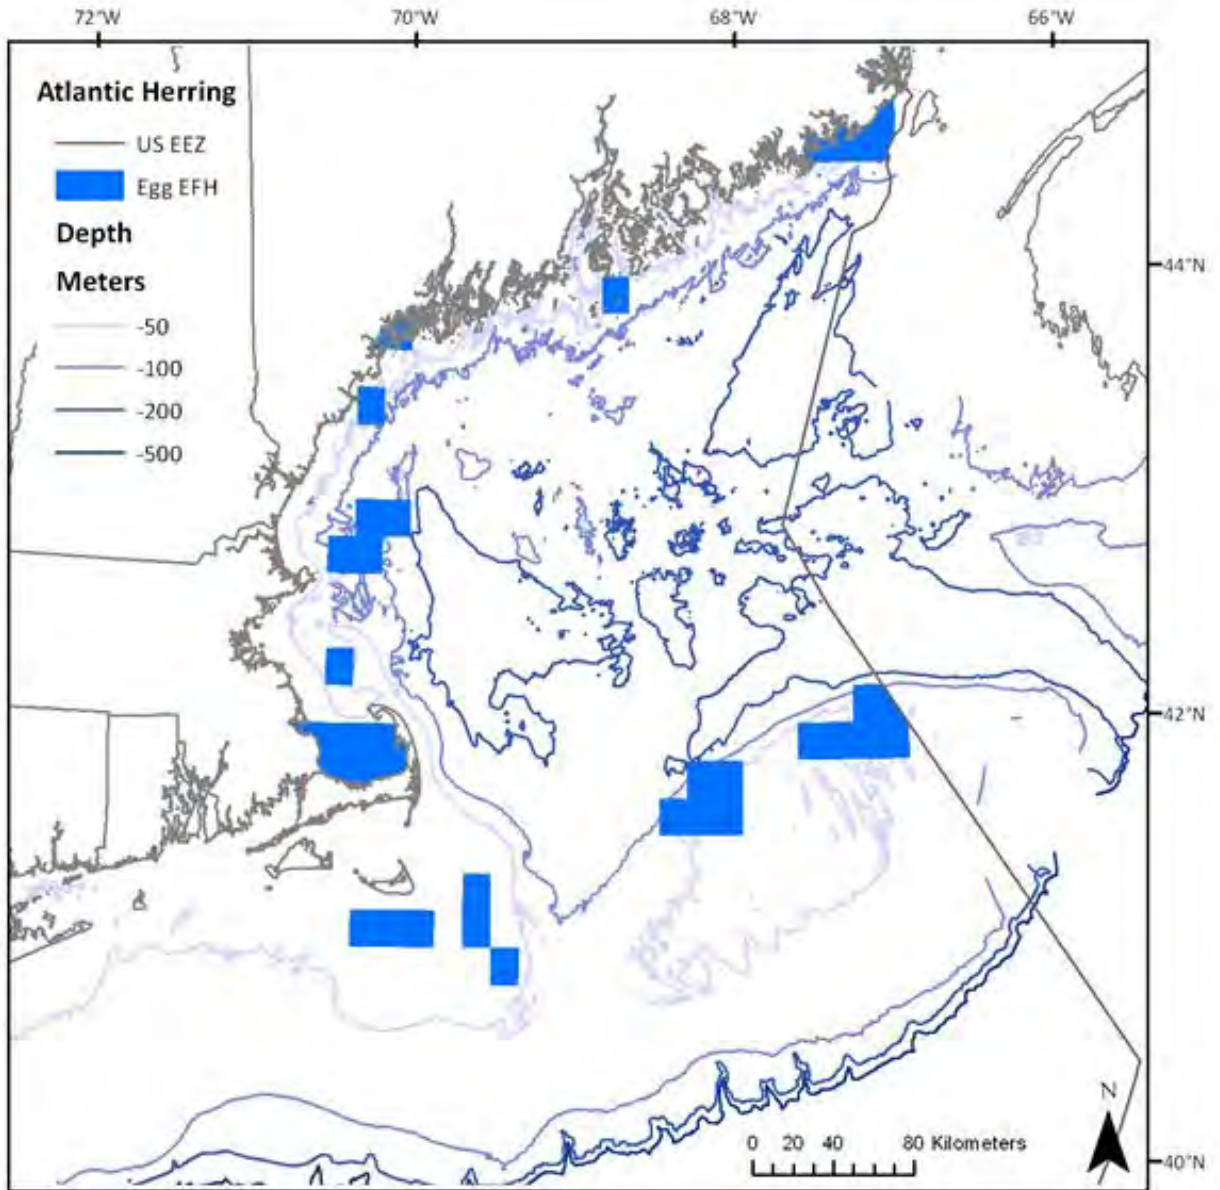 72°W 70°W 68°W 66°W
Atlantic Herring
US EEZ
Egg EFH
Depth
Meters
-50
-100
-200
-500
44°N
42°N
N
0 20 40 80 Kilometers
40°N